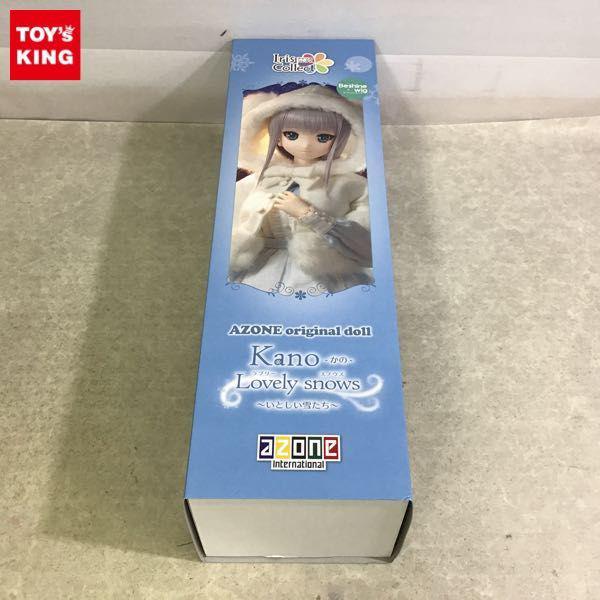 TOY'S
KING
Iris
Collect
Beshine
WIG
AZONE original doll
Kano -かの-
ラブリー スノウズ
Lovely snows
～いとしい雪たち～
azone
international